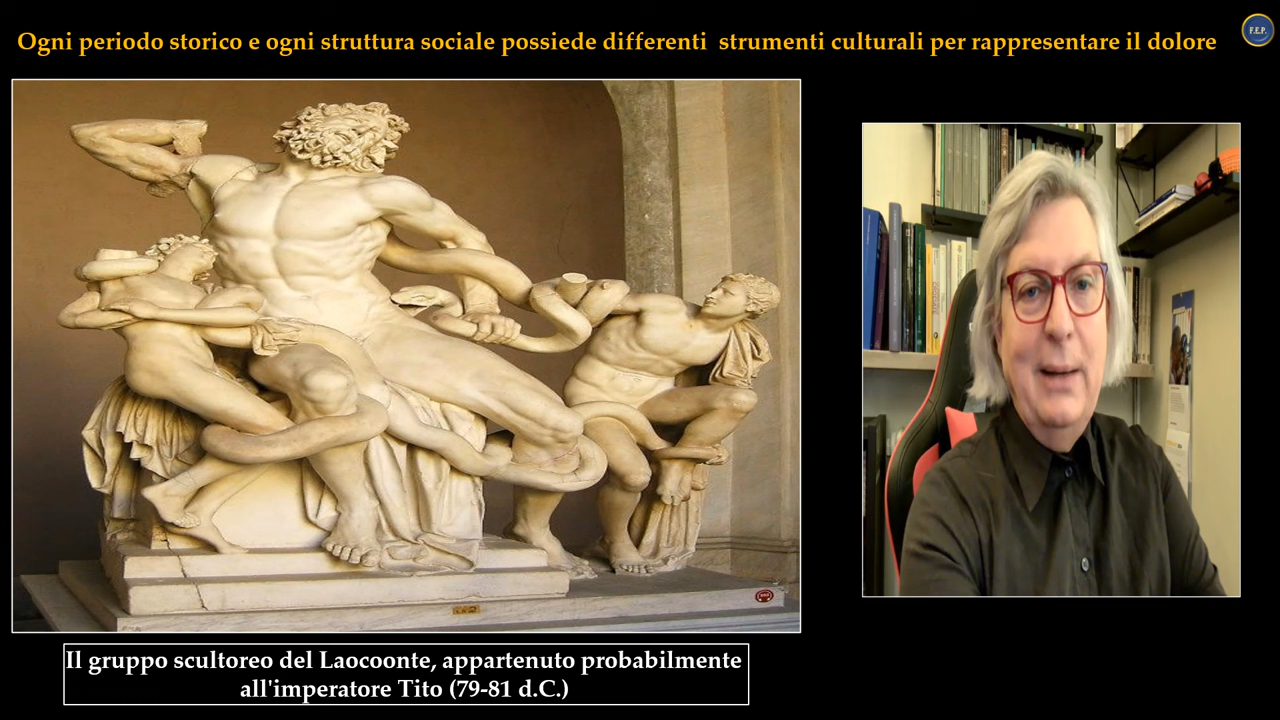 Ogni periodo storico e ogni struttura sociale possiede differenti strumenti culturali per rappresentare il dolore
F.E.P.
Il gruppo scultoreo del Laocoonte, appartenuto probabilmente
all'imperatore Tito (79-81 d.C.)